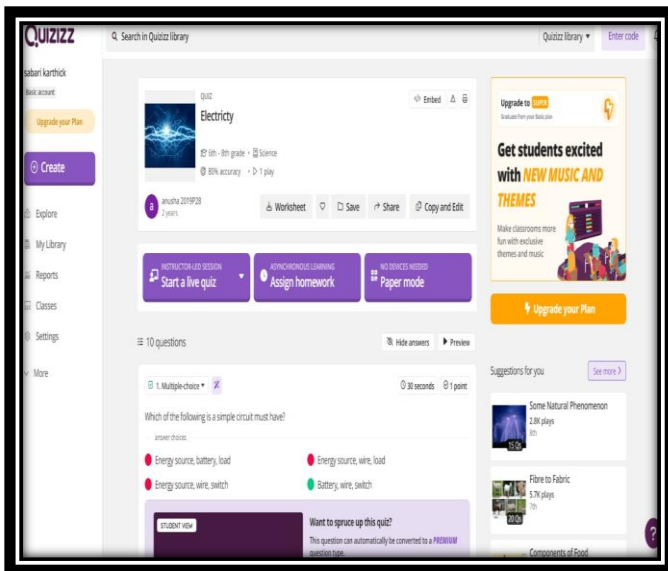 QUIZIZZ
Search in Quizizz library
Quizizz library
Enter code
sabari karthick
Basic account
Upgrade your Plan
Create
Explore
My Library
Reports
Classes
Settings
More
QUIZ
Electricty
Embed
6th - 8th grade • Science
80% accuracy • 1 play
a
anusha 2019P28
2 years
Worksheet
Save
Share
Copy and Edit
INSTRUCTOR-LED SESSION
Start a live quiz
ASYNCHRONOUS LEARNING
Assign homework
NO DEVICES NEEDED
Paper mode
10 questions
Hide answers
Preview
1. Multiple-choice
30 seconds
1 point
Which of the following is a simple circuit must have?
answer choices
Energy source, battery, load
Energy source, wire, load
Energy source, wire, switch
Battery, wire, switch
STUDENT VIEW
Want to spruce up this quiz?
This question can automatically be converted to a PREMIUM
question type.
Upgrade to SUPER
Graduate from your Basic plan
Get students excited
with NEW MUSIC AND
THEMES
Make classrooms more
fun with exclusive
themes and music
Upgrade your Plan
Suggestions for you
See more >
Some Natural Phenomenon
2.8K plays
8th
15 Qs
Fibre to Fabric
5.7K plays
7th
20 Qs
Components of Food
?